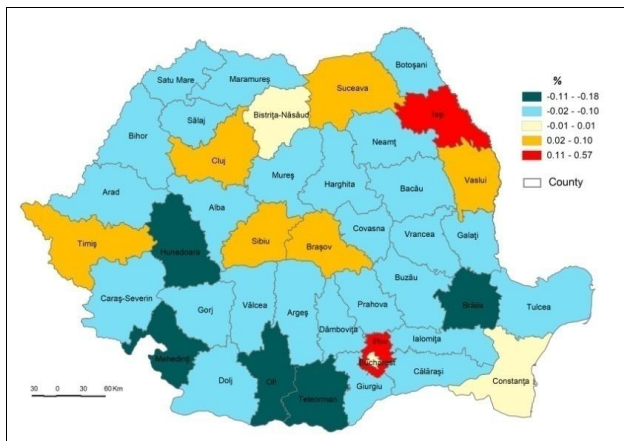 Botoşani
Satu Mare
Maramureş
Suceava
%
-0.11 - -0.18
-0.02 - -0.10
-0.01 - 0.01
0.02 - 0.10
0.11 - 0.57
County
Bistriţa-Năsăud
Iaşi
Sălaj
Bihor
Cluj
Neamţ
Vaslui
Mureş
Harghita
Bacău
Arad
Alba
Timiş
Hunedoara
Sibiu
Braşov
Covasna
Vrancea
Galaţi
Caraş-Severin
Gorj
Vâlcea
Argeş
Prahova
Buzău
Brăila
Tulcea
Dâmboviţa
Ilfov
Ialomiţa
Mehedinţi
Bucharest
Călăraşi
Constanţa
Dolj
Olt
Teleorman
Giurgiu
30 0 30 60 Km